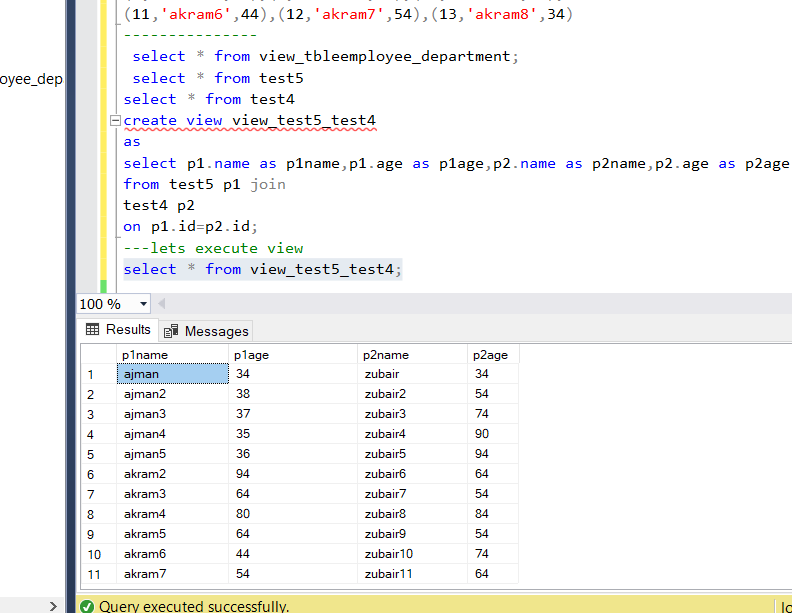 (11,'akram6',44),(12,'akram7',54),(13,'akram8',34)
---------------
select * from view_tbleemployee_department;
oyee_dep
select * from test5
select * from test4
create view view_test5_test4
as
select p1.name as p1name,p1.age as p1age,p2.name as p2name,p2.age as p2age
from test5 p1 join
test4 p2
on p1.id=p2.id;
---lets execute view
select * from view_test5_test4;
100 %
Results Messages
p1name p1age p2name p2age
1 ajman 34 zubair 34
2 ajman2 38 zubair2 54
3 ajman3 37 zubair3 74
4 ajman4 35 zubair4 90
5 ajman5 36 zubair5 94
6 akram2 94 zubair6 64
7 akram3 64 zubair7 54
8 akram4 80 zubair8 84
9 akram5 64 zubair9 54
10 akram6 44 zubair10 74
11 akram7 54 zubair11 64
Query executed successfully.